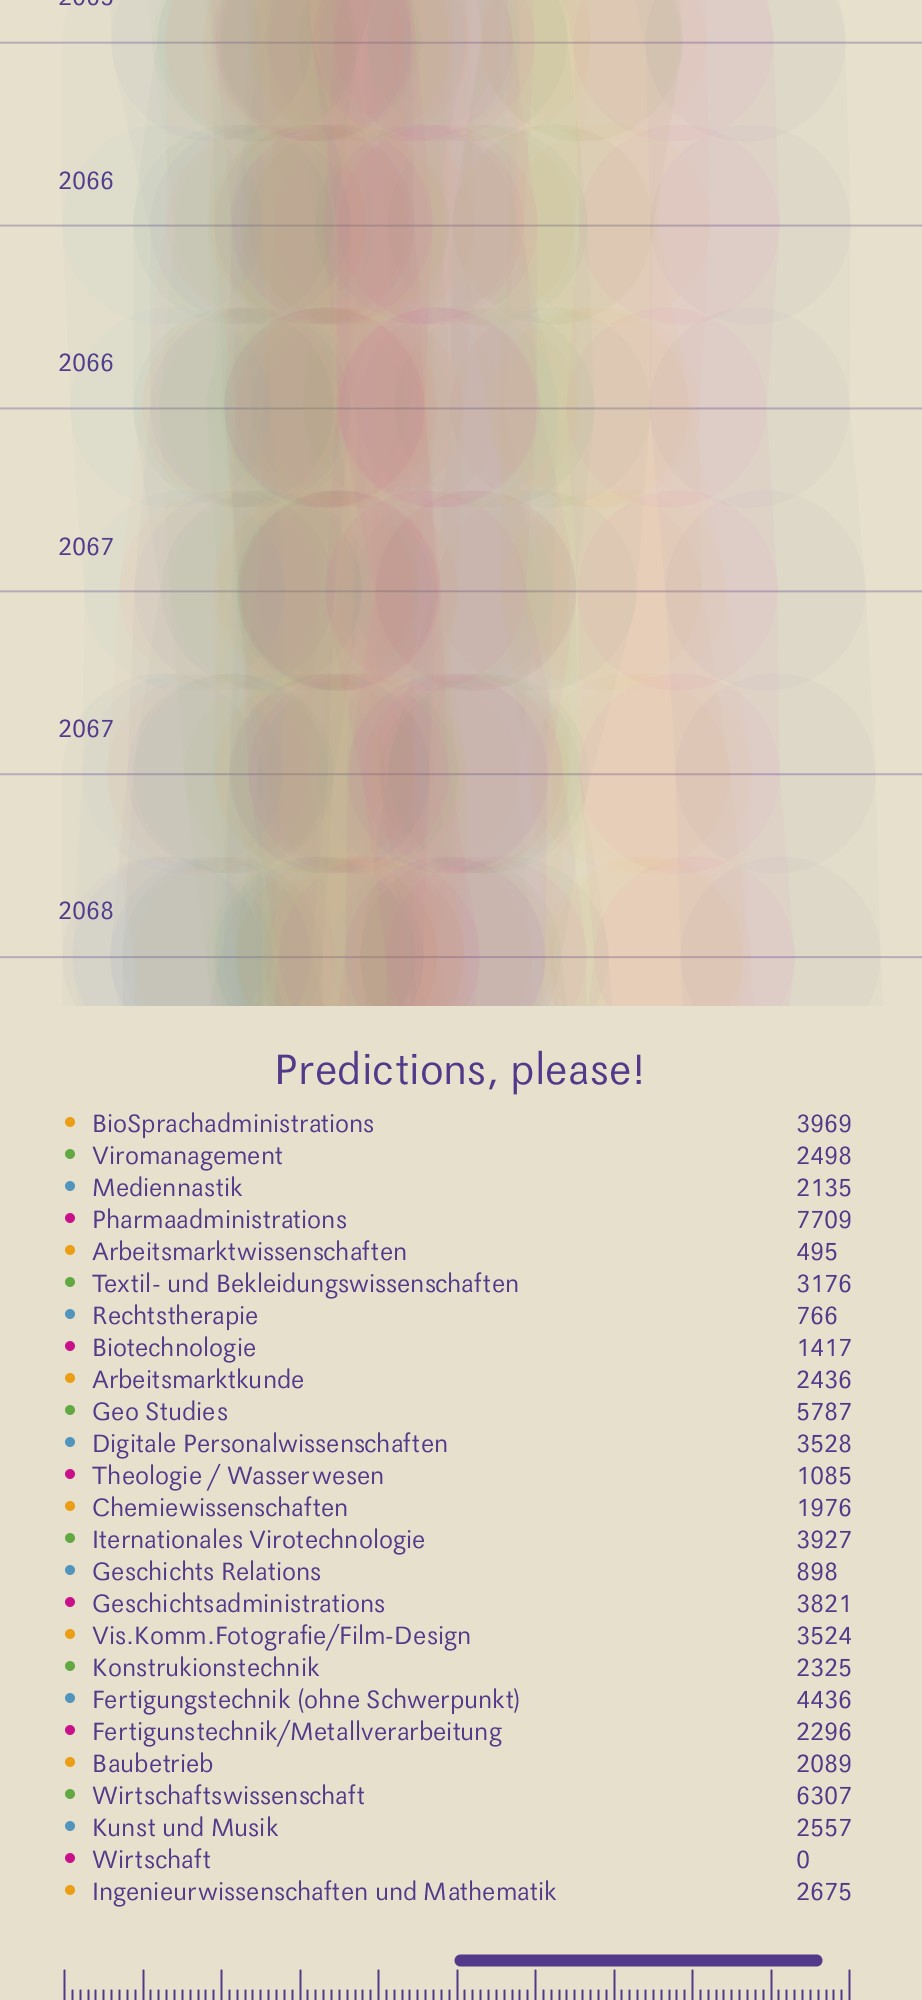 2066
2066
2067
2067
2068
Predictions, please!
BioSprachadministrations 3969
Viromanagement 2498
Mediennastik 2135
Pharmaadministrations 7709
Arbeitsmarktwissenschaften 495
Textil- und Bekleidungswissenschaften 3176
Rechtstherapie 766
Biotechnologie 1417
Arbeitsmarktkunde 2436
Geo Studies 5787
Digitale Personalwissenschaften 3528
Theologie / Wasserwesen 1085
Chemiewissenschaften 1976
Iternationales Virotechnologie 3927
Geschichts Relations 898
Geschichtsadministrations 3821
Vis.Komm.Fotografie/Film-Design 3524
Konstrukionstechnik 2325
Fertigungstechnik (ohne Schwerpunkt) 4436
Fertigunstechnik/Metallverarbeitung 2296
Baubetrieb 2089
Wirtschaftswissenschaft 6307
Kunst und Musik 2557
Wirtschaft 0
Ingenieurwissenschaften und Mathematik 2675